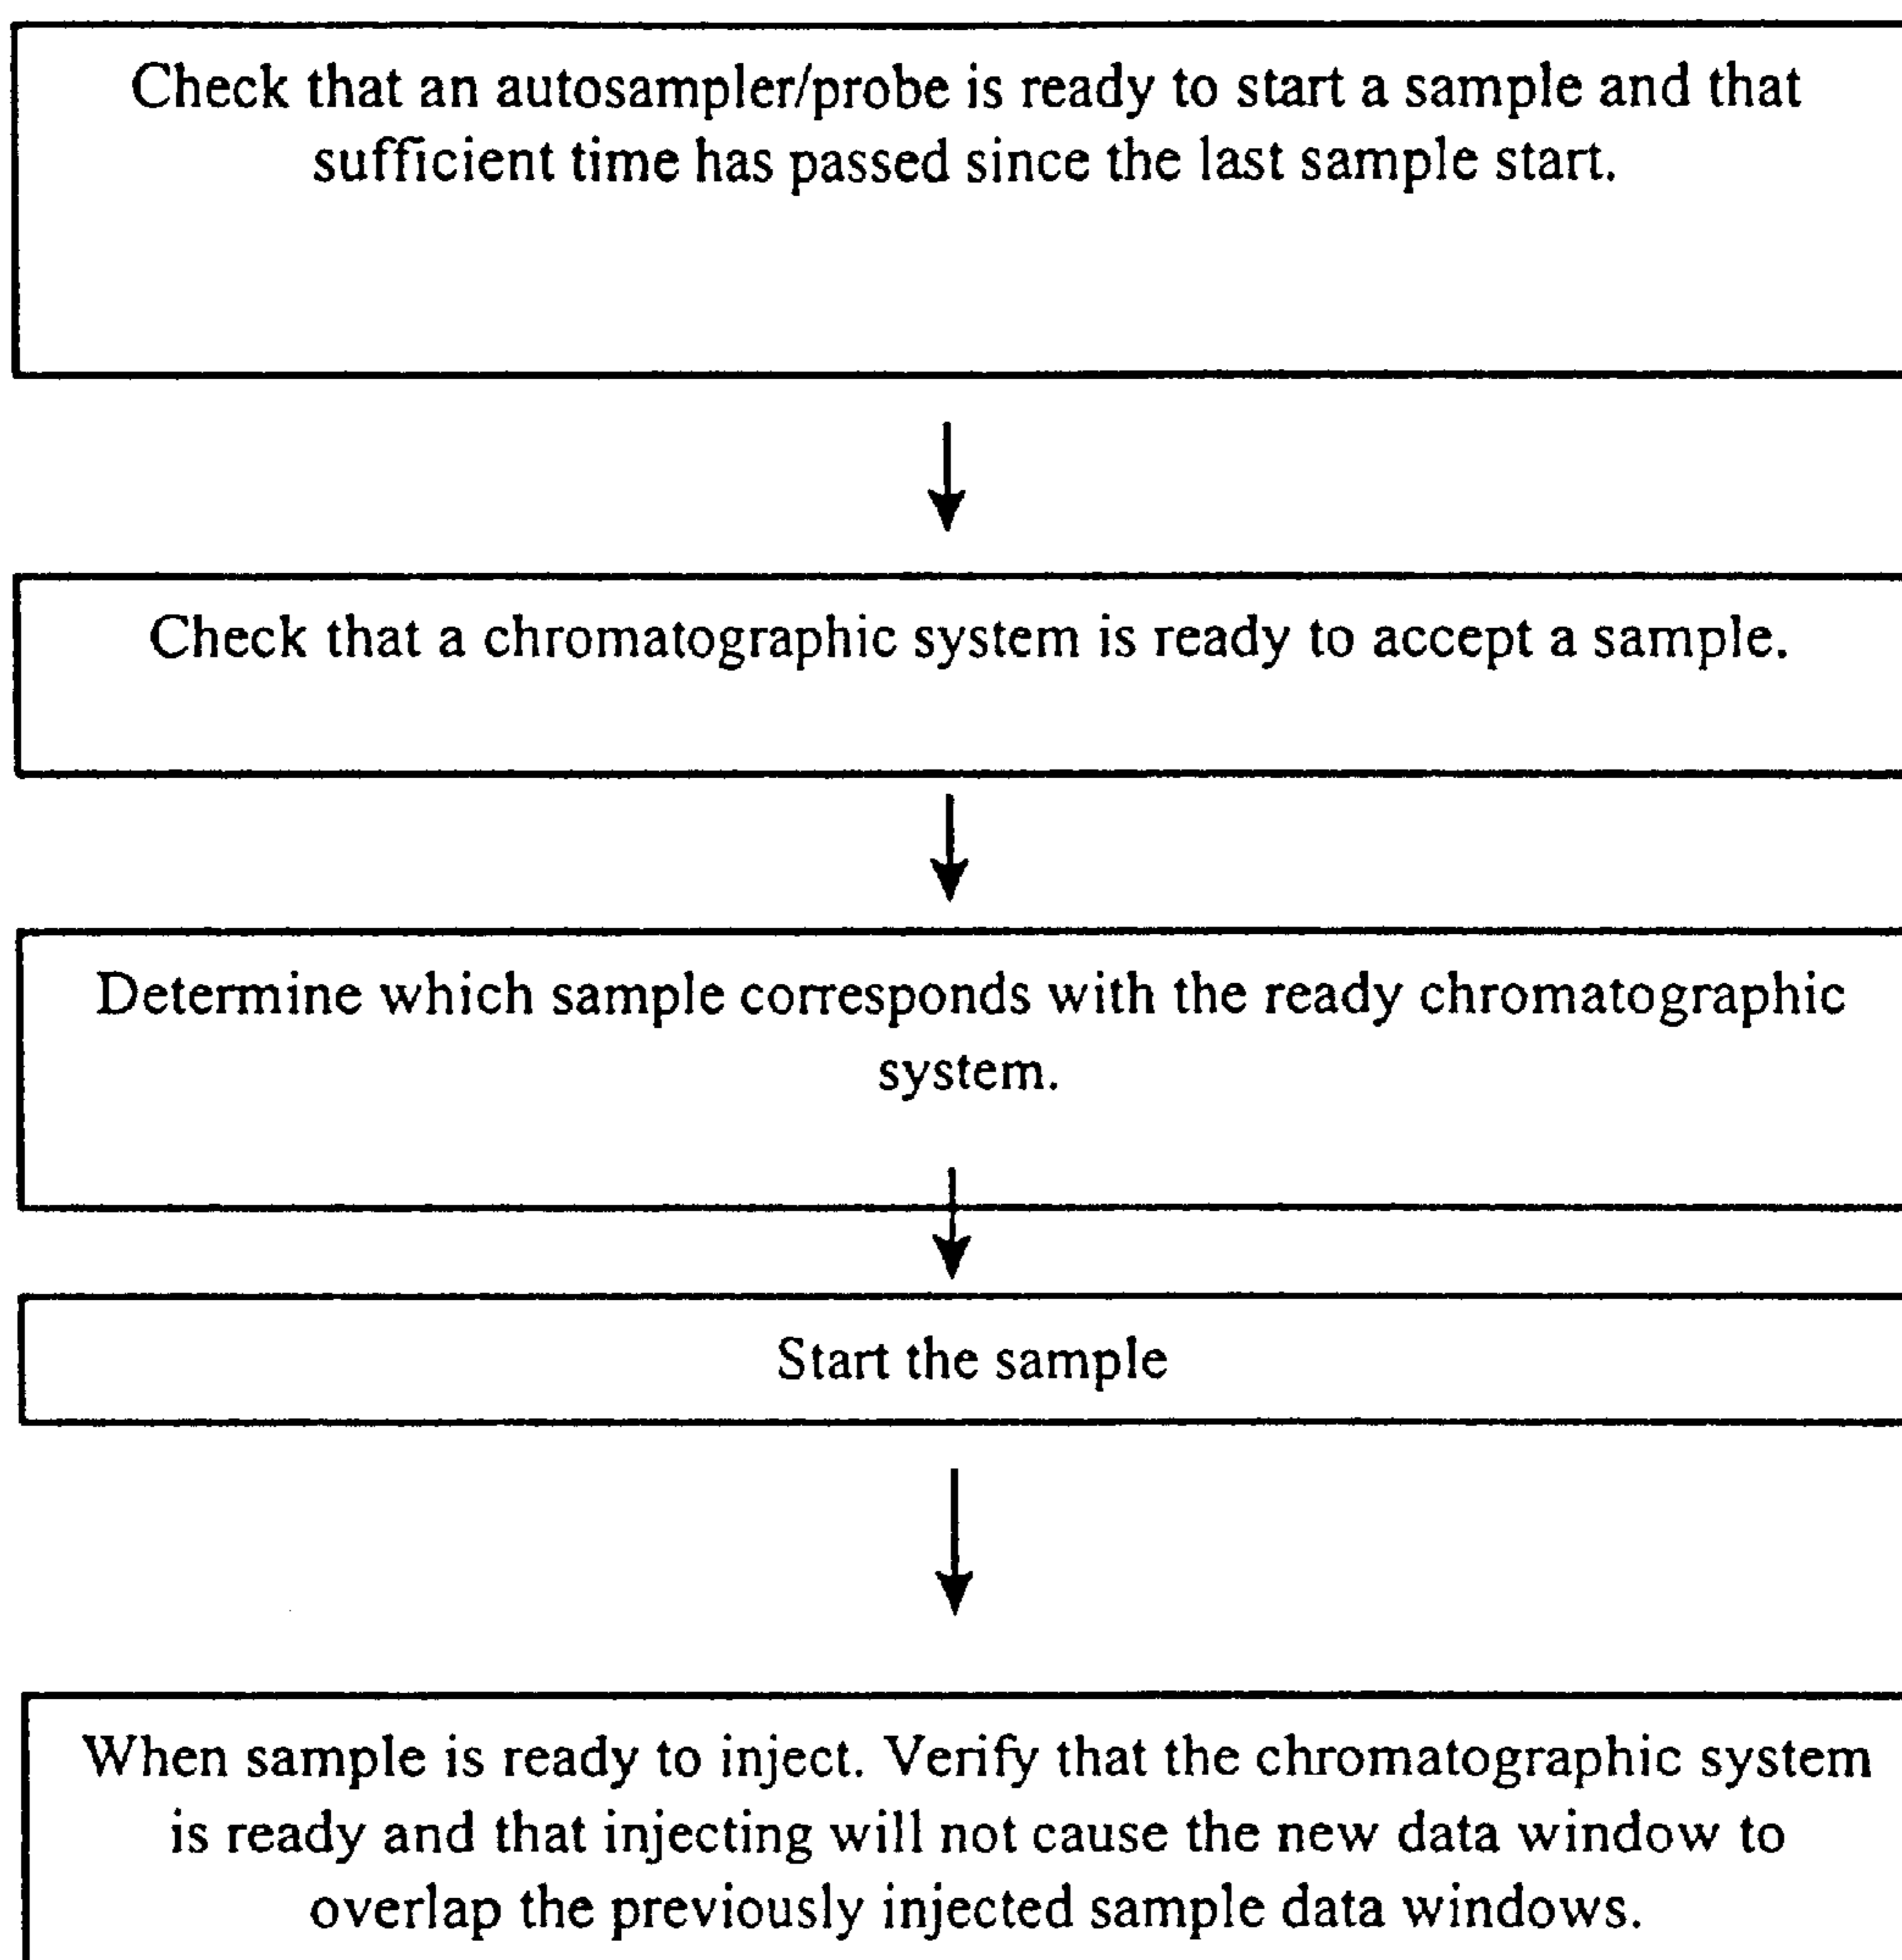 Check that an autosampler/probe is ready to start a sample and that
sufficient time has passed since the last sample start.
Check that a chromatographic system is ready to accept a sample.
Determine which sample corresponds with the ready chromatographic
system.
Start the sample
When sample is ready to inject. Verify that the chromatographic system
is ready and that injecting will not cause the new data window to
overlap the previously injected sample data windows.